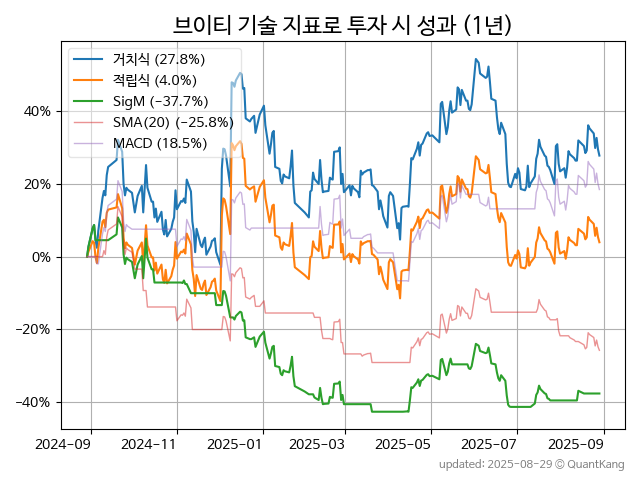 브이티 기술 지표로 투자 시 성과 (1년)
거치식 (27.8%)
적립식 (4.0%)
SigM (−37.7%)
SMA(20) (−25.8%)
MACD (18.5%)
40%
20%
0%
−20%
−40%
2024-09 2024-11 2025-01 2025-03 2025-05 2025-07 2025-09
updated: 2025-08-29 © QuantKang